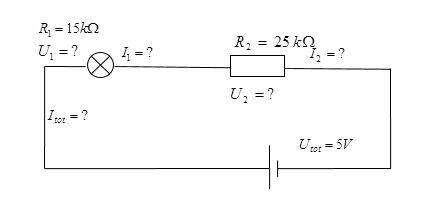 R₁ = 15kΩ
U₁ = ?
I₁ = ?
R₂ = 25 kΩ
I₂ = ?
U₂ = ?
Iₜₒₜ = ?
Uₜₒₜ = 5V